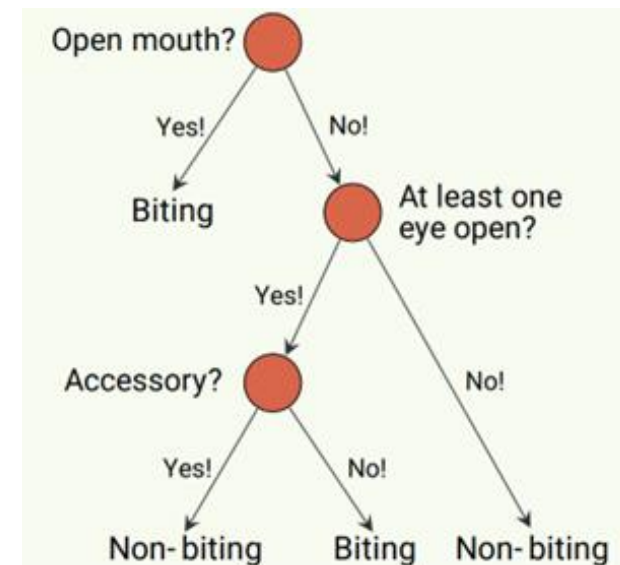 Open mouth?
Yes!
No!
Biting
At least one
eye open?
Yes!
No!
Accessory?
Yes!
No!
Non- biting
Biting
Non- biting